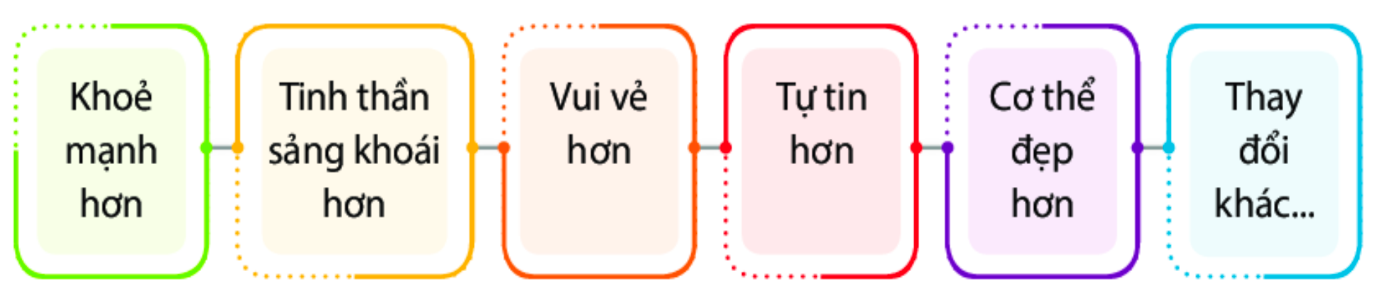 Khoẻ
mạnh
hơn
Tinh thần
sảng khoái
hơn
Vui vẻ
hơn
Tự tin
hơn
Cơ thể
đẹp
hơn
Thay
đổi
khác...